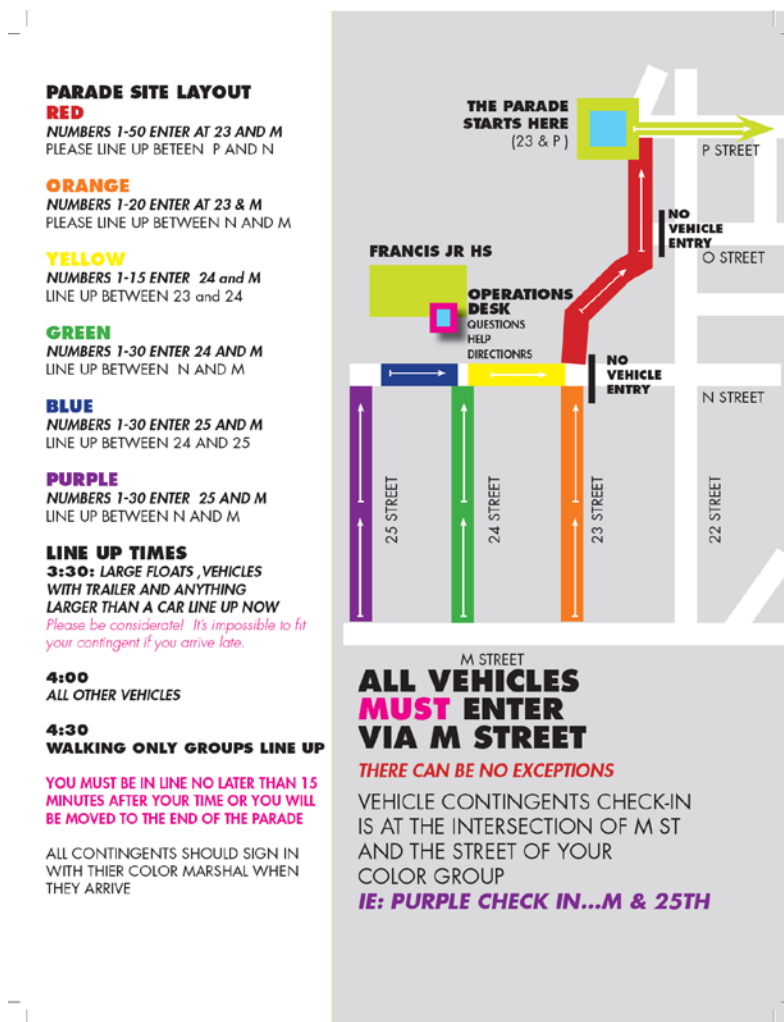 PARADE SITE LAYOUT
RED
NUMBERS 1-50 ENTER AT 23 AND M
PLEASE LINE UP BETEEN P AND N
ORANGE
NUMBERS 1-20 ENTER AT 23 & M
PLEASE LINE UP BETWEEN N AND M
YELLOW
NUMBERS 1-15 ENTER 24 and M
LINE UP BETWEEN 23 and 24
GREEN
NUMBERS 1-30 ENTER 24 AND M
LINE UP BETWEEN N AND M
BLUE
NUMBERS 1-30 ENTER 25 AND M
LINE UP BETWEEN 24 AND 25
PURPLE
NUMBERS 1-30 ENTER 25 AND M
LINE UP BETWEEN N AND M
LINE UP TIMES
3:30: LARGE FLOATS ,VEHICLES
WITH TRAILER AND ANYTHING
LARGER THAN A CAR LINE UP NOW
Please be considerate! It's impossible to fit
your contingent if you arrive late.
4:00
ALL OTHER VEHICLES
4:30
WALKING ONLY GROUPS LINE UP
YOU MUST BE IN LINE NO LATER THAN 15
MINUTES AFTER YOUR TIME OR YOU WILL
BE MOVED TO THE END OF THE PARADE
ALL CONTINGENTS SHOULD SIGN IN
WITH THIER COLOR MARSHAL WHEN
THEY ARRIVE
THE PARADE
STARTS HERE
(23 & P )
P STREET
NO
VEHICLE
ENTRY
O STREET
FRANCIS JR HS
OPERATIONS
DESK
QUESTIONS
HELP
DIRECTIONRS
NO
VEHICLE
ENTRY
N STREET
25 STREET
24 STREET
23 STREET
22 STREET
M STREET
ALL VEHICLES
MUST ENTER
VIA M STREET
THERE CAN BE NO EXCEPTIONS
VEHICLE CONTINGENTS CHECK-IN
IS AT THE INTERSECTION OF M ST
AND THE STREET OF YOUR
COLOR GROUP
IE: PURPLE CHECK IN...M & 25TH